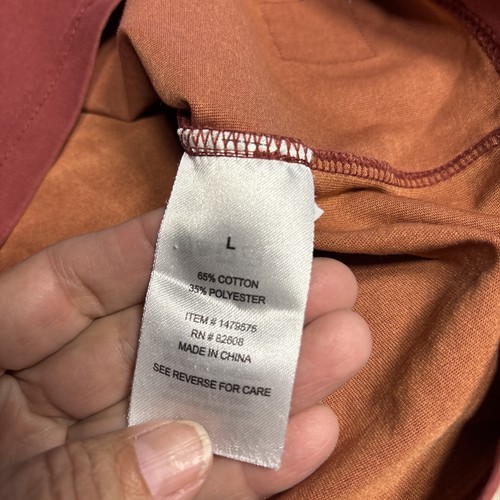 L
65% COTTON
35% POLYESTER
ITEM # 1479575
RN # 82608
MADE IN CHINA
SEE REVERSE FOR CARE